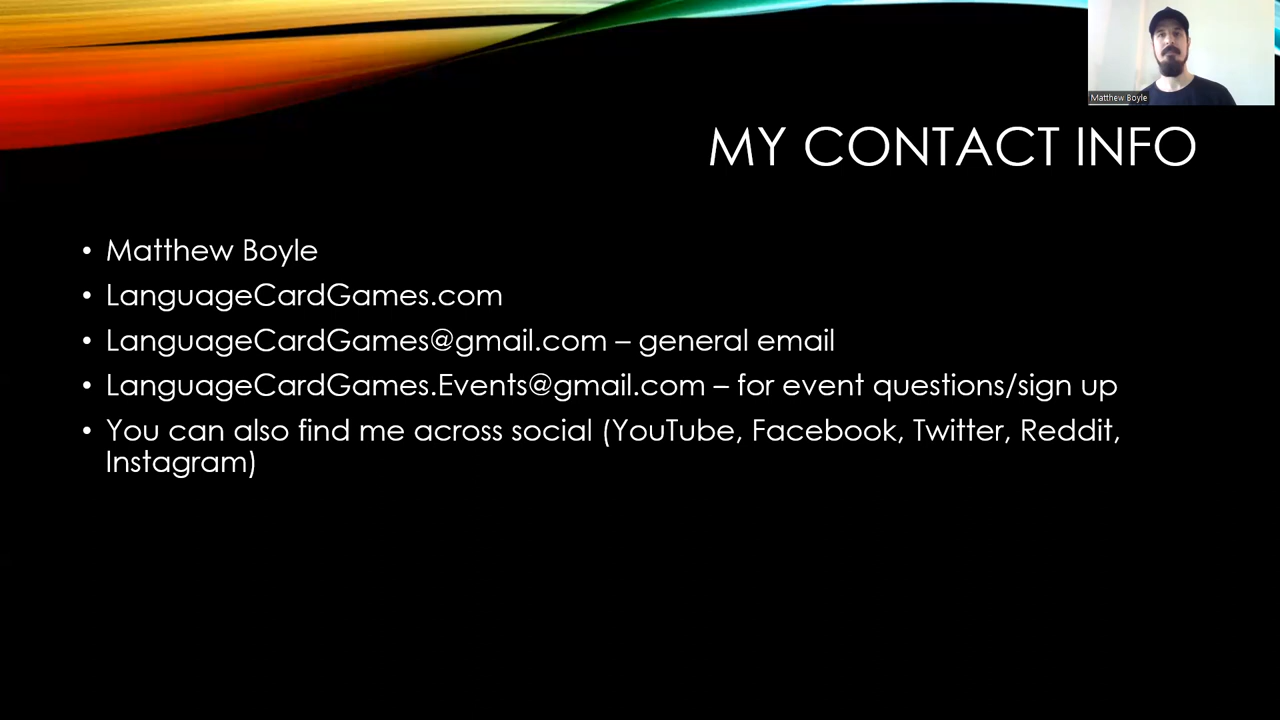 Matthew Boyle
MY CONTACT INFO
• Matthew Boyle
• LanguageCardGames.com
• LanguageCardGames@gmail.com – general email
• LanguageCardGames.Events@gmail.com – for event questions/sign up
• You can also find me across social (YouTube, Facebook, Twitter, Reddit,
Instagram)